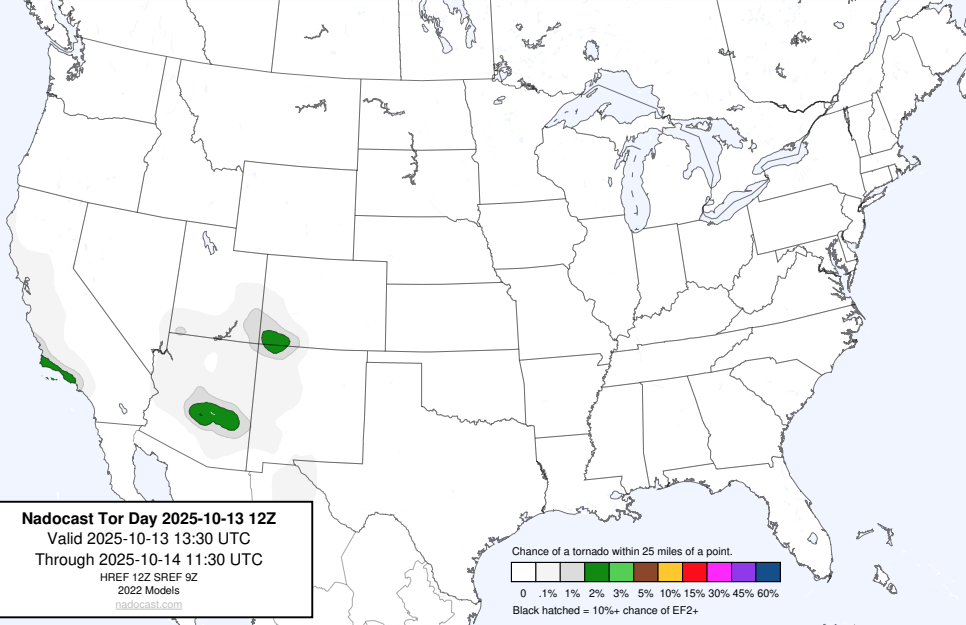 Nadocast Tor Day 2025-10-13 12Z
Valid 2025-10-13 13:30 UTC
Through 2025-10-14 11:30 UTC
HREF 12Z SREF 9Z
2022 Models
nadocast.com
Chance of a tornado within 25 miles of a point.
0 .1% 1% 2% 3% 5% 10% 15% 30% 45% 60%
Black hatched = 10%+ chance of EF2+